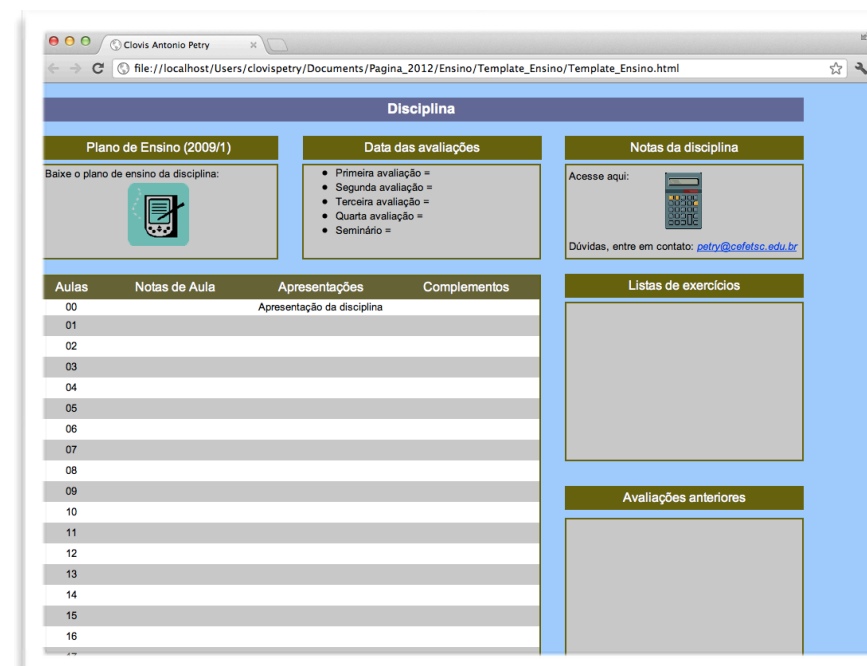 Clovis Antonio Petry
file://localhost/Users/clovispetry/Documents/Pagina_2012/Ensino/Template_Ensino/Template_Ensino.html
Disciplina
Plano de Ensino (2009/1)
Baixe o plano de ensino da disciplina:
Data das avaliações
Primeira avaliação =
Segunda avaliação =
Terceira avaliação =
Quarta avaliação =
Seminário =
Notas da disciplina
Acesse aqui:
Dúvidas, entre em contato: petry@cefetsc.edu.br
Aulas Notas de Aula Apresentações Complementos
00 Apresentação da disciplina
01
02
03
04
05
06
07
08
09
10
11
12
13
14
15
16
17
Listas de exercícios
Avaliações anteriores